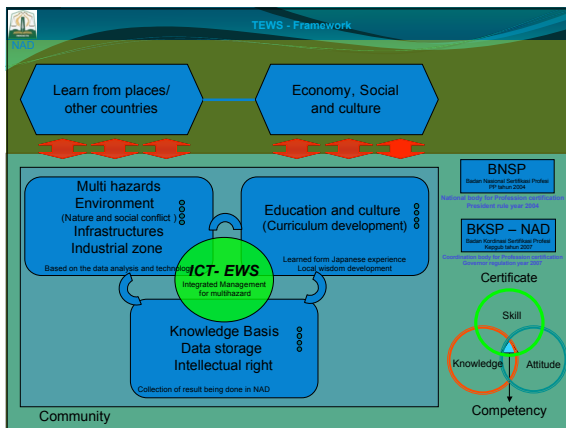 TEWS - Framework
NAD
Learn from places/
other countries
Economy, Social
and culture
Multi hazards
Environment
(Nature and social conflict )
Infrastructures
Industrial zone
Based on the data analysis and technology
Education and culture
(Curriculum development)
Learned form Japanese experience
Local wisdom development
ICT- EWS
Integrated Management
for multihazard
Knowledge Basis
Data storage
Intellectual right
Collection of result being done in NAD
Community
BNSP
Badan Nasional Sertifikasi Profesi
PP tahun 2004
National body for Profession certification
President rule year 2004
BKSP – NAD
Badan Kordinasi Sertifikasi Profesi
Keggub tahun 2007
Coordination body for Profession certification
Governor regulation year 2007
Certificate
Skill
Knowledge
Attitude
Competency